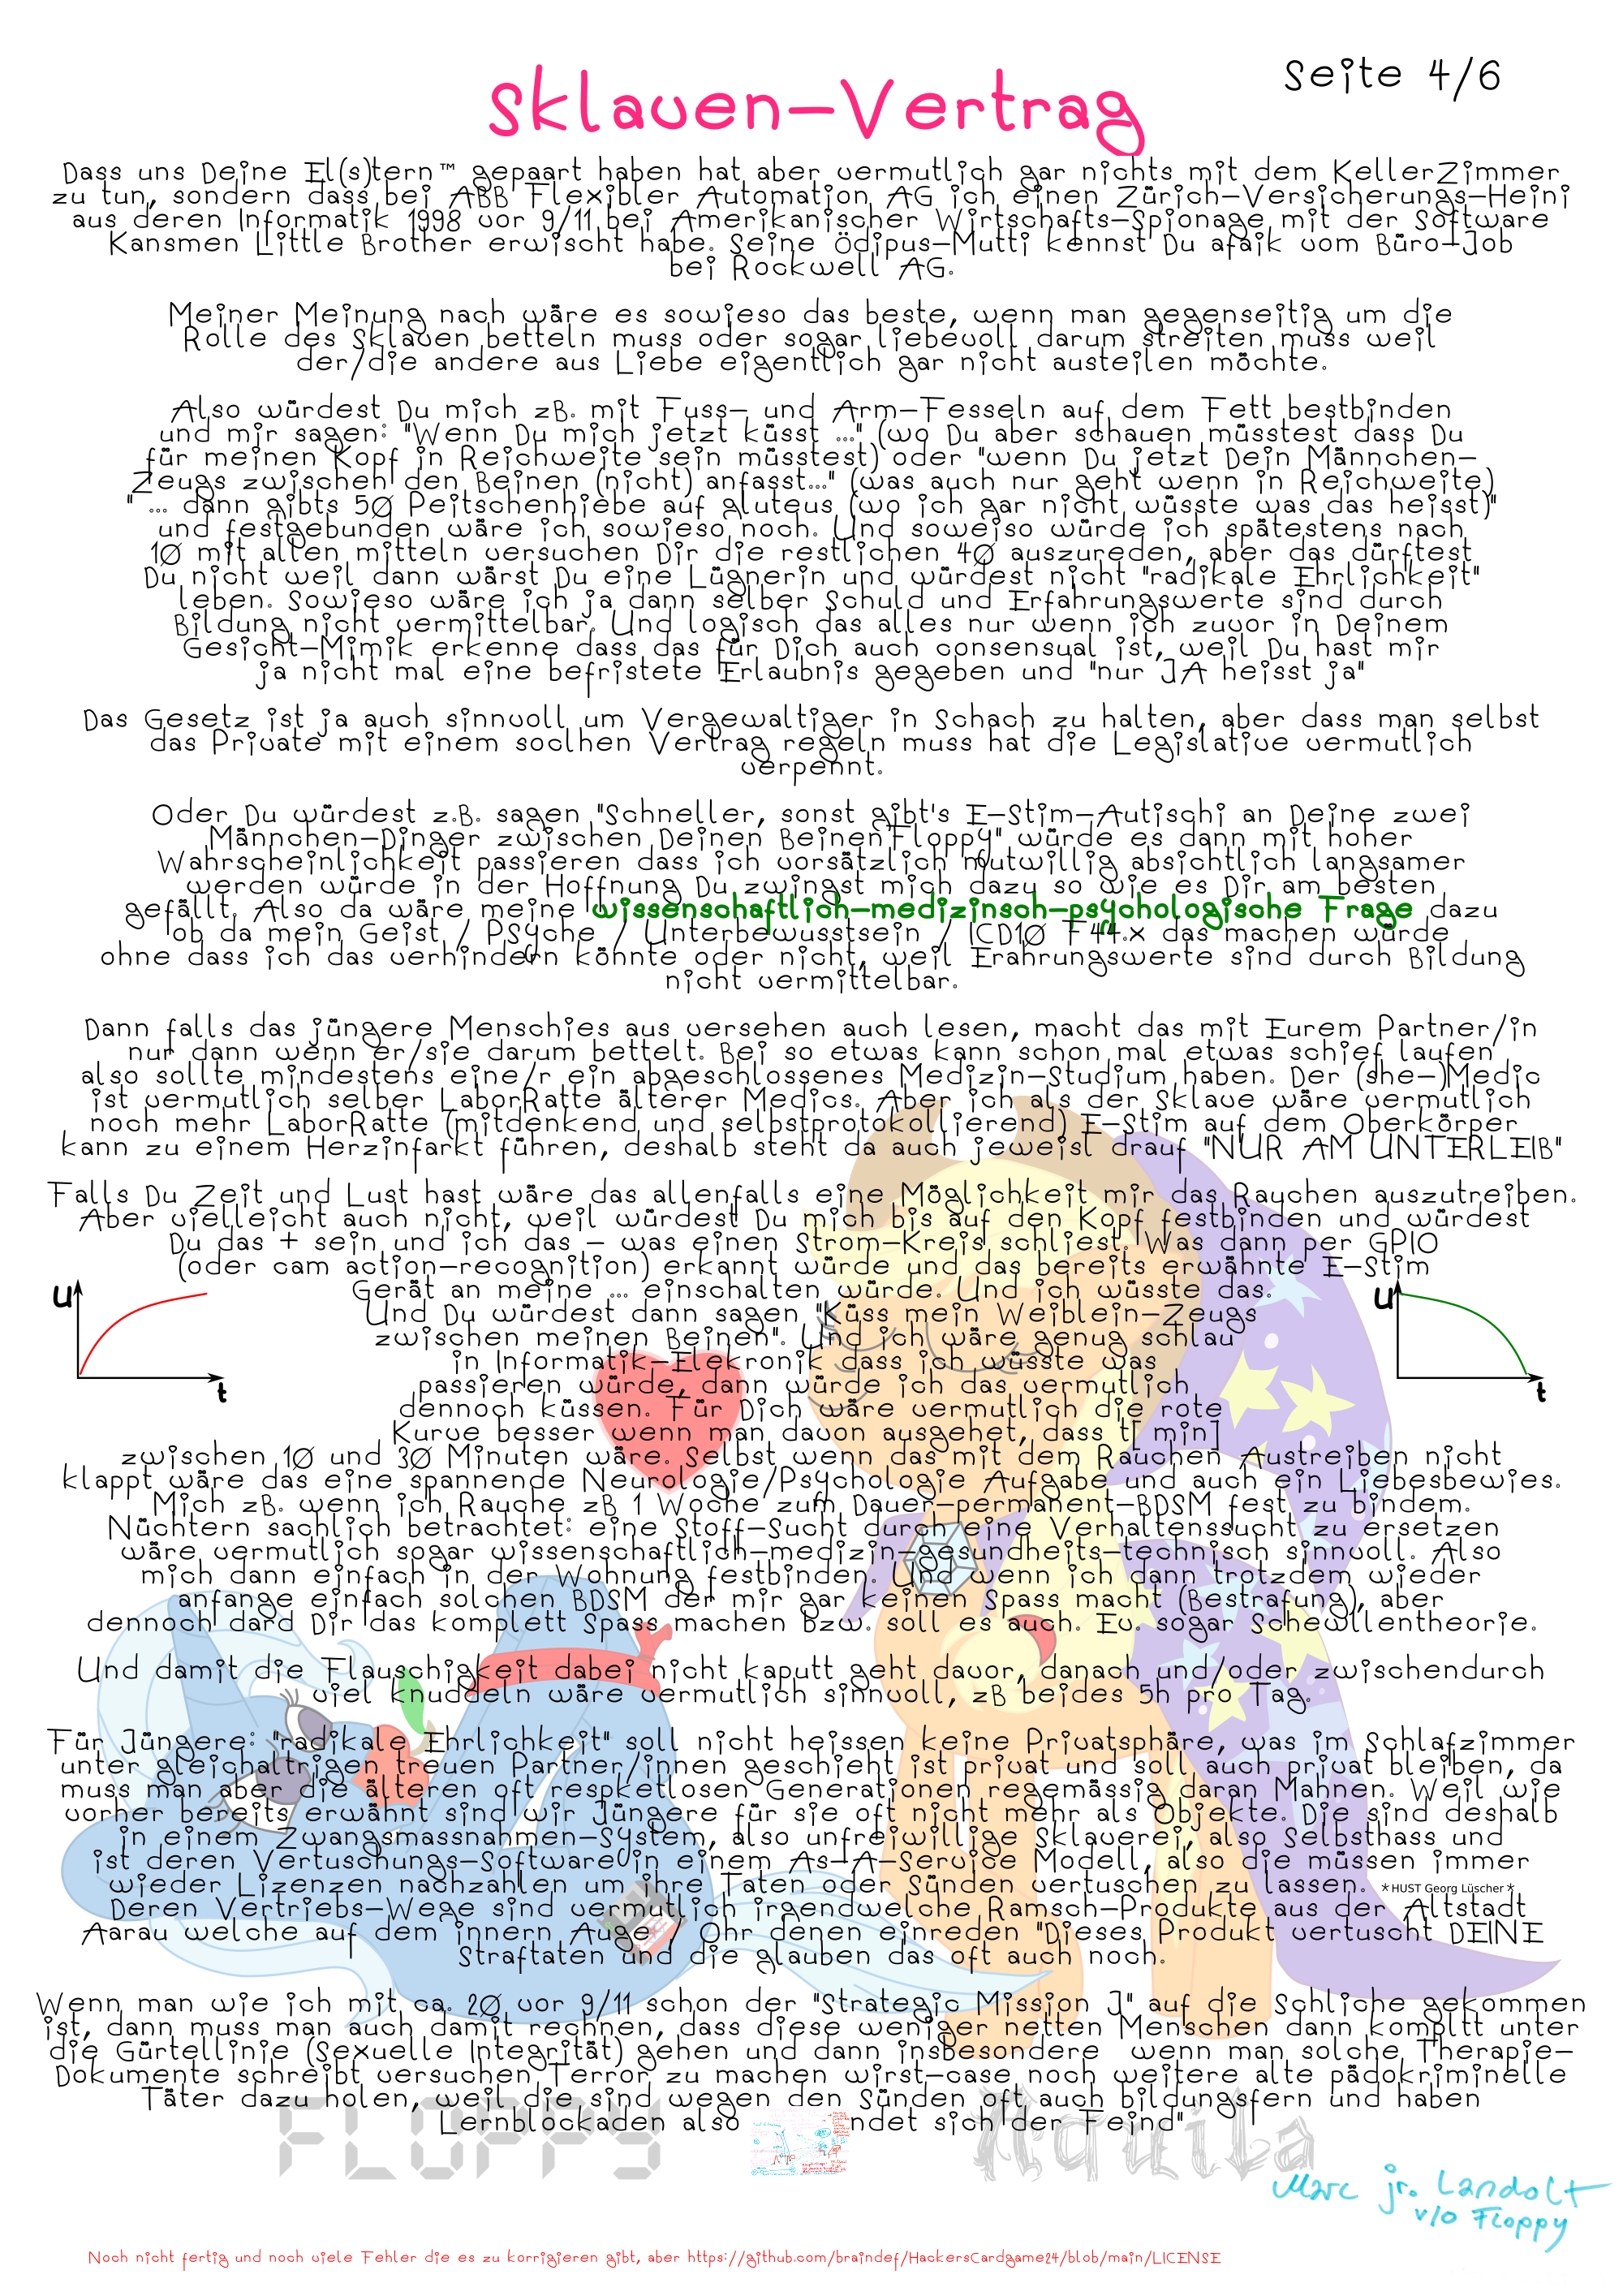 Seite 4/6
Sklaven-Vertrag
Dass uns Deine El(s)tern™ gepaart haben hat aber vermutlich gar nichts mit dem KellerZimmer
zu tun, sondern dass bei ABB Flexibler Automation AG ich einen Zürich-Versicherungs-Heini
aus deren Informatik 1998 vor 9/11 bei Amerikanischer Wirtschafts-Spionage mit der Software
Kansmen Little Brother erwischt habe. Seine Ödipus-Mutti kennst Du afaik vom Büro-Job
bei Rockwell AG.
Meiner Meinung nach wäre es sowieso das beste, wenn man gegenseitig um die
Rolle des Sklaven betteln muss oder sogar liebevoll darum streiten muss weil
der/die andere aus Liebe eigentlich gar nicht austeilen möchte.
Also würdest Du mich zB. mit Fuss- und Arm-Fesseln auf dem Fett bestbinden
und mir sagen: "Wenn Du mich jetzt küsst ..." (wo Du aber schauen müsstest dass Du
für meinen Kopf in Reichweite sein müsstest) oder "wenn Du jetzt Dein Männchen-
Zeugs zwischen den Beinen (nicht) anfasst..." (was auch nur geht wenn in Reichweite)
" ... dann gibts 50 Peitschenhiebe auf gluteus (wo ich gar nicht wüsste was das heisst)"
und festgebunden wäre ich sowieso noch. Und soweiso würde ich spätestens nach
10 mit allen mitteln versuchen Dir die restlichen 40 auszureden, aber das dürftest
Du nicht weil dann wärst Du eine Lügnerin und würdest nicht "radikale Ehrlichkeit"
leben. Sowieso wäre ich ja dann selber Schuld und Erfahrungswerte sind durch
Bildung nicht vermittelbar. Und logisch das alles nur wenn ich zuvor in Deinem
Gesicht-Mimik erkenne dass das für Dich auch consensual ist, weil Du hast mir
ja nicht mal eine befristete Erlaubnis gegeben und "nur JA heisst ja"
Das Gesetz ist ja auch sinnvoll um Vergewaltiger in Schach zu halten, aber dass man selbst
das Private mit einem soclhen Vertrag regeln muss hat die Legislative vermutlich
verpennt.
Oder Du würdest z.B. sagen "Schneller, sonst gibt's E-Stim-Autischi an Deine zwei
Männchen-Dinger zwischen Deinen Beinen Floppy" würde es dann mit hoher
Wahrscheinlichkeit passieren dass ich vorsätzlich mutwillig absichtlich langsamer
werden würde in der Hoffnung Du zwingst mich dazu so wie es Dir am besten
gefällt. Also da wäre meine wissenschaftlich-medizinsch-psychologische Frage dazu
ob da mein Geist / PSyche / Unterbewusstsein / ICD10 F44.x das machen würde
ohne dass ich das verhindern könnte oder nicht, weil Erahrungswerte sind durch Bildung
nicht vermittelbar.
Dann falls das jüngere Menschies aus versehen auch lesen, macht das mit Eurem Partner/in
nur dann wenn er/sie darum bettelt. Bei so etwas kann schon mal etwas schief laufen
also sollte mindestens eine/r ein abgeschlossenes Medizin-Studium haben. Der (she-)Medic
ist vermutlich selber LaborRatte älterer Medics. Aber ich als der Sklave wäre vermutlich
noch mehr LaborRatte (mitdenkend und selbstprotokollierend) E-Stim auf dem Oberkörper
kann zu einem Herzinfarkt führen, deshalb steht da auch jeweisl drauf "NUR AM UNTERLEIB"
Falls Du Zeit und Lust hast wäre das allenfalls eine Möglichkeit mir das Rauchen auszutreiben.
Aber vielleicht auch nicht, weil würdest Du mich bis auf den Kopf festbinden und würdest
Du das + sein und ich das - was einen Strom-Kreis schliest. Was dann per GPIO
(oder cam action-recognition) erkannt würde und das bereits erwähnte E-Stim
Gerät an meine ... einschalten würde. Und ich wüsste das.
Und Du würdest dann sagen "Küss mein Weiblein-Zeugs
zwischen meinen Beinen". Und ich wäre genug schlau
in Informatik-Elekronik dass ich wüsste was
passieren würde, dann würde ich das vermutlich
dennoch küssen. Für Dich wäre vermutlich die rote
Kurve besser wenn man davon ausgehet, dass t[ min]
U
t
U
t
zwischen 10 und 30 Minuten wäre. Selbst wenn das mit dem Rauchen Austreiben nicht
klappt wäre das eine spannende Neurologie/Psychologie Aufgabe und auch ein Liebesbewies.
Mich zB. wenn ich Rauche zB 1 Woche zum Dauer-permanent-BDSM fest zu bindem.
Nüchtern sachlich betrachtet: eine Stoff-Sucht durch eine Verhaltenssucht zu ersetzen
wäre vermutlich sogar wissenschaftlich-medizin-gesundheits-technisch sinnvoll. Also
mich dann einfach in der Wohnung festbinden. Und wenn ich dann trotzdem wieder
anfange einfach solchen BDSM der mir gar keinen Spass macht (Bestrafung), aber
dennoch dard Dir das komplett Spass machen bzw. soll es auch. Ev. sogar Schewllentheorie.
Und damit die Flauschigkeit dabei nicht kaputt geht davor, danach und/oder zwischendurch
viel knuddeln wäre vermutlich sinnvoll, zB beides 5h pro Tag.
Für Jüngere: "radikale Ehrlichkeit" soll nicht heissen keine Privatsphäre, was im Schlafzimmer
unter gleichaltrigen treuen Partner/innen geschieht ist privat und soll auch privat bleiben, da
muss man aber die älteren oft respketlosen Generationen regemässig daran Mahnen. Weil wie
vorher bereits erwähnt sind wir Jüngere für sie oft nicht mehr als Objekte. Die sind deshalb
in einem Zwangsmassnahmen-System, also unfreiwillige Sklaverei, also Selbsthass und
ist deren Vertuschungs-Software in einem As-A-Service Modell, also die müssen immer
wieder Lizenzen nachzahlen um ihre Taten oder Sünden vertuschen zu lassen. *HUST Georg Lüscher*
Deren Vertriebs-Wege sind vermutlich irgendwelche Ramsch-Produkte aus der Altstadt
Aarau welche auf dem innern Auge / Ohr denen einreden "Dieses Produkt vertuscht DEINE
Straftaten und die glauben das oft auch noch.
Wenn man wie ich mit ca. 20 vor 9/11 schon der "Strategic Mission J" auf die Schliche gekommen
ist, dann muss man auch damit rechnen, dass diese weniger netten Menschen dann kompltt unter
die Gürtellinie (Sexuelle Integrität) gehen und dann insbesondere wenn man solche Therapie-
Dokumente schreibt versuchen Terror zu machen wirst-case noch weitere alte pädokriminelle
Täter dazu holen, weil die sind wegen den Sünden oft auch bildungsfern und haben
Lernblockaden also ndet sich der Feind"
FLOPPY
Aquila
Marc jr. Landolt
v/o Floppy
Noch nicht fertig und noch viele Fehler die es zu korrigieren gibt, aber https://github.com/braindef/HackersCardgame24/blob/main/LICENSE